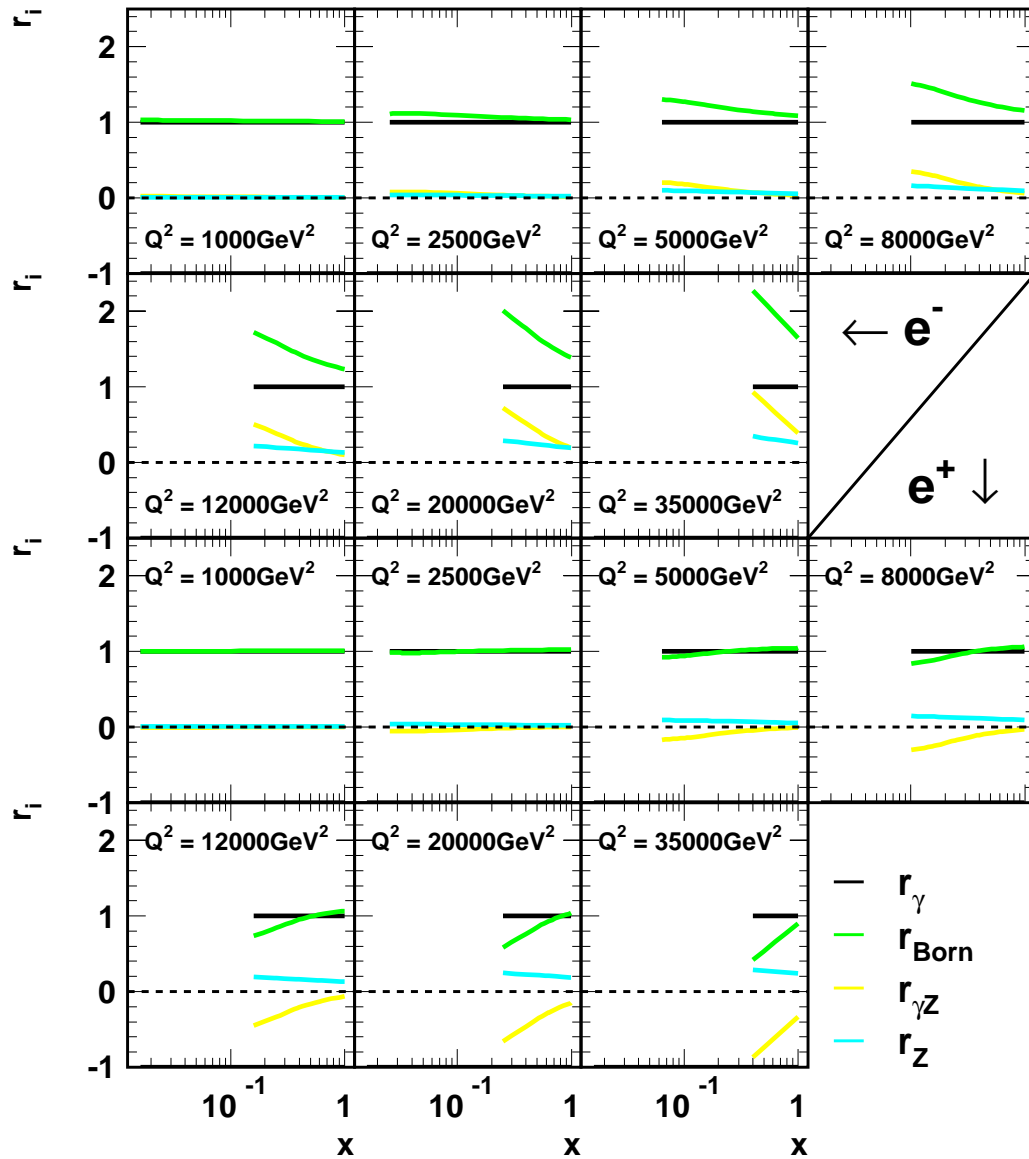 r_i
2
1
0
-1
Q² = 1000GeV²
Q² = 2500GeV²
Q² = 5000GeV²
Q² = 8000GeV²
r_i
2
1
0
-1
Q² = 12000GeV²
Q² = 20000GeV²
Q² = 35000GeV²
← e⁻
e⁺ ↓
r_i
2
1
0
-1
Q² = 1000GeV²
Q² = 2500GeV²
Q² = 5000GeV²
Q² = 8000GeV²
r_i
2
1
0
-1
Q² = 12000GeV²
Q² = 20000GeV²
Q² = 35000GeV²
r_γ
r_Born
r_γZ
r_Z
10⁻¹ 1
10⁻¹ 1
10⁻¹ 1
x
x
x